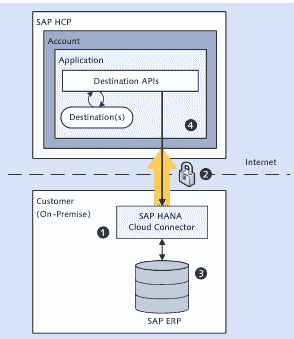 SAP HCP
Account
Application
Destination APIs
Destination(s)
4
Internet
2
Customer
(On-Premise)
SAP HANA
Cloud Connector
1
3
SAP ERP